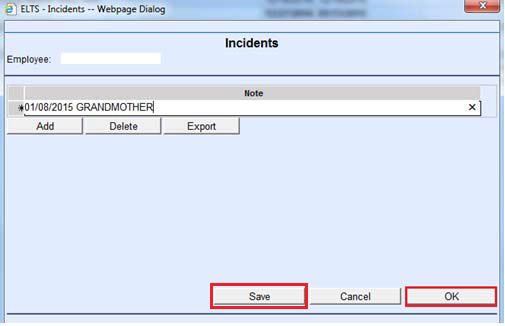 ELTS - Incidents -- Webpage Dialog
Incidents
Employee:
Note
*01/08/2015 GRANDMOTHER
Add Delete Export
Save Cancel OK